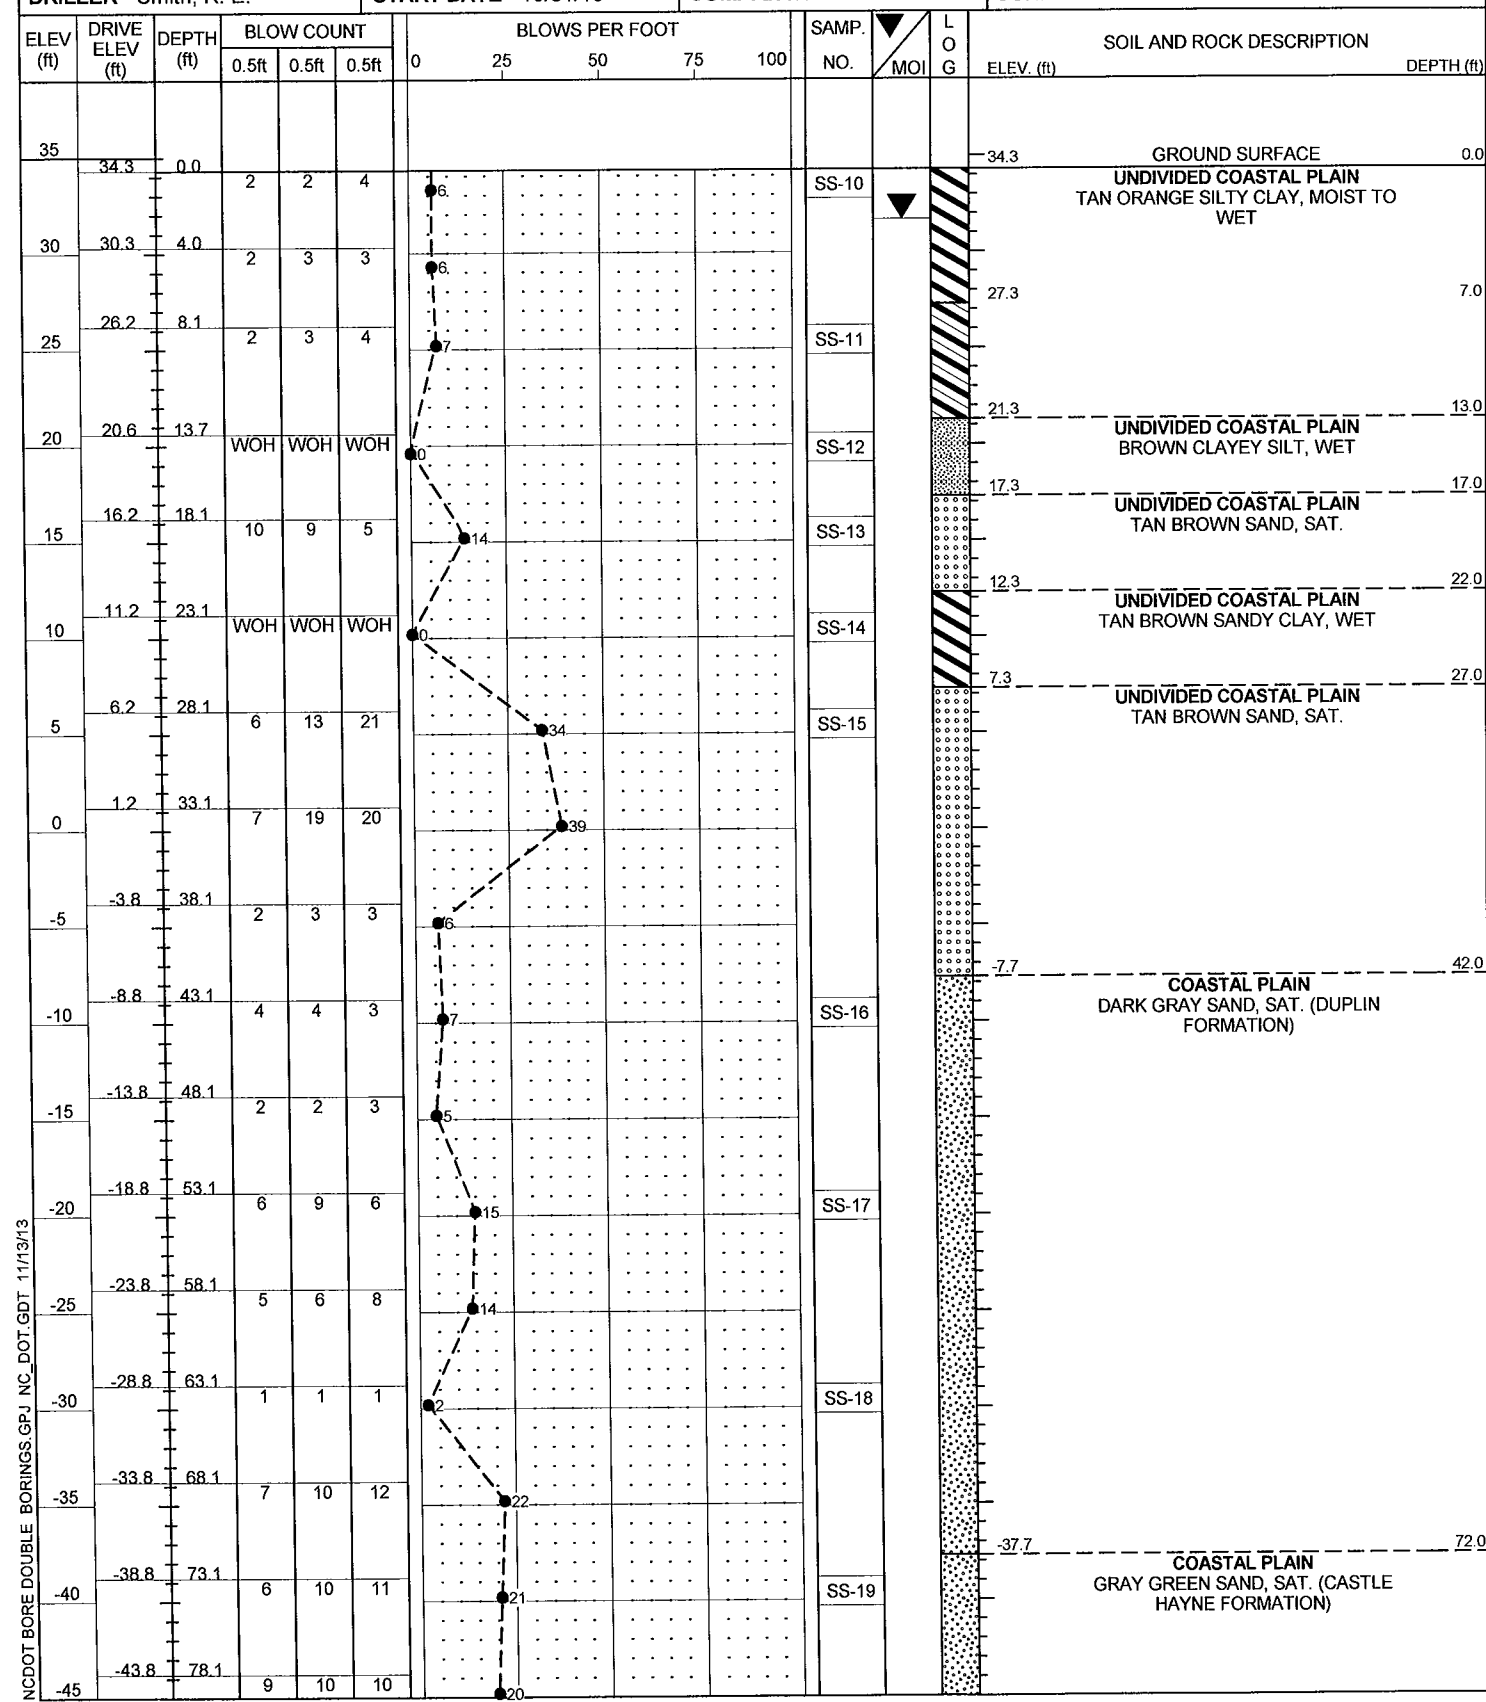 DRILLER Smith, R. E. START DATE
ELEV (ft) DRIVE ELEV (ft) DEPTH (ft) BLOW COUNT 0.5ft 0.5ft 0.5ft BLOWS PER FOOT 0 25 50 75 100 SAMP. NO. MOI LOG SOIL AND ROCK DESCRIPTION ELEV. (ft) DEPTH (ft)
35
34.3 0.0 34.3 GROUND SURFACE 0.0
2 2 4 6 SS-10 UNDIVIDED COASTAL PLAIN
TAN ORANGE SILTY CLAY, MOIST TO
WET
30 30.3 4.0
2 3 3 6
27.3 7.0
26.2 8.1
25 2 3 4 7 SS-11
21.3 13.0
20.6 13.7 UNDIVIDED COASTAL PLAIN
20 WOH WOH WOH 0 SS-12 BROWN CLAYEY SILT, WET
17.3 17.0
16.2 18.1 UNDIVIDED COASTAL PLAIN
15 10 9 5 14 SS-13 TAN BROWN SAND, SAT.
12.3 22.0
11.2 23.1 UNDIVIDED COASTAL PLAIN
10 WOH WOH WOH 0 SS-14 TAN BROWN SANDY CLAY, WET
7.3 27.0
6.2 28.1 UNDIVIDED COASTAL PLAIN
5 6 13 21 34 SS-15 TAN BROWN SAND, SAT.
1.2 33.1
0 7 19 20 39
-3.8 38.1
-5 2 3 3 6
-7.7 42.0
COASTAL PLAIN
-8.8 43.1
-10 4 4 3 7 SS-16 DARK GRAY SAND, SAT. (DUPLIN
FORMATION)
-13.8 48.1
-15 2 2 3 5
-18.8 53.1
-20 6 9 6 15 SS-17
-23.8 58.1
-25 5 6 8 14
-28.8 63.1
-30 1 1 1 2 SS-18
-33.8 68.1
-35 7 10 12 22
-37.7 72.0
-38.8 73.1 COASTAL PLAIN
-40 6 10 11 21 SS-19 GRAY GREEN SAND, SAT. (CASTLE
HAYNE FORMATION)
-43.8 78.1
-45 9 10 10 20
NCDOT BORE DOUBLE BORINGS.GPJ NC_DOT.GDT 11/13/13